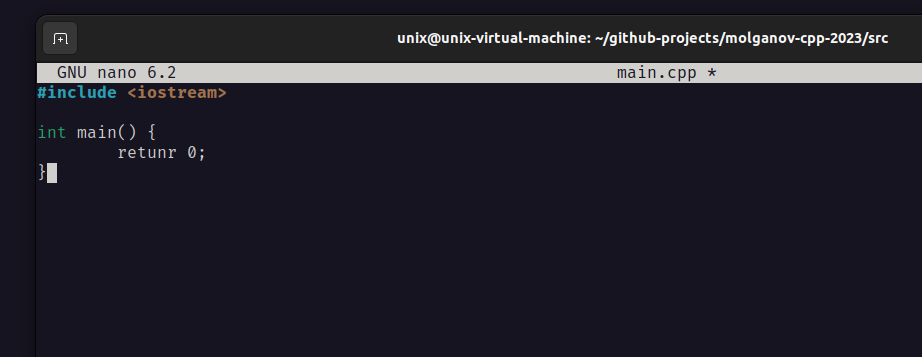 unix@unix-virtual-machine: ~/github-projects/molganov-cpp-2023/src
GNU nano 6.2 main.cpp *
#include <iostream>
int main() {
retunr 0;
}